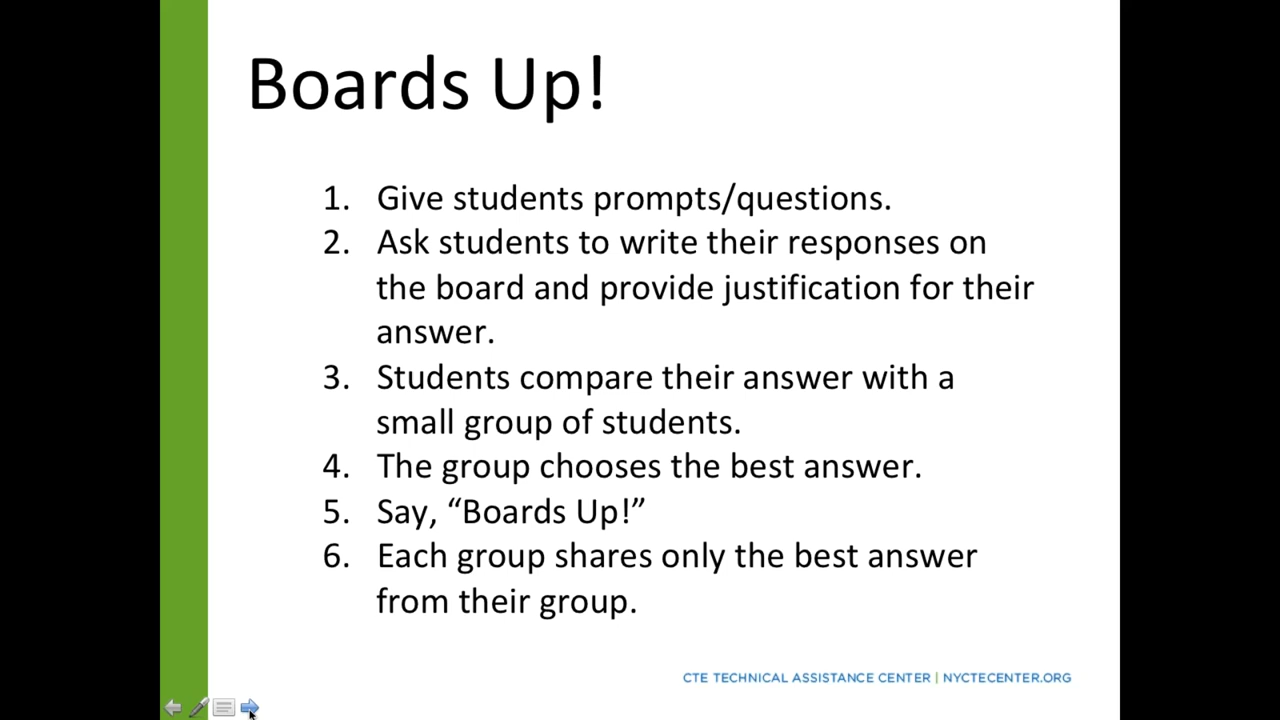 Boards Up!
1. Give students prompts/questions.
2. Ask students to write their responses on
the board and provide justification for their
answer.
3. Students compare their answer with a
small group of students.
4. The group chooses the best answer.
5. Say, “Boards Up!”
6. Each group shares only the best answer
from their group.
CTE TECHNICAL ASSISTANCE CENTER | NYCTECENTER.ORG